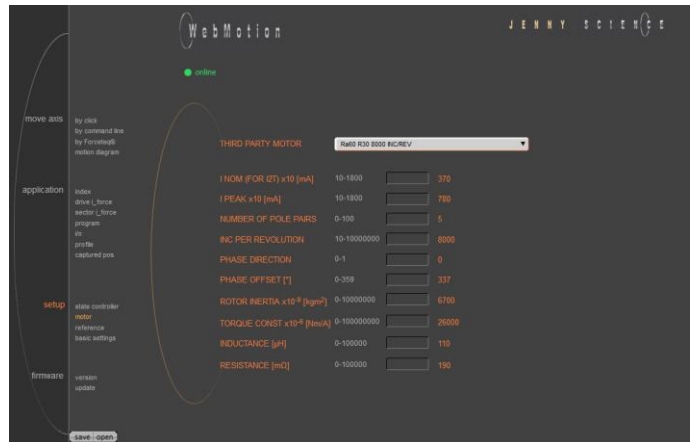 WebMotion
JENNY SCIENCE
online
move axis
by click
by command line
by Forceteq®
motion diagram
application
index
drive i_force
sector i_force
program
i/o
profile
captured pos
setup
state controller
motor
reference
basic settings
firmware
version
update
save open
THIRD PARTY MOTOR Ra60 R30 8000 INC/REV
I NOM (FOR I2T) x10 [mA] 10-1800 370
I PEAK x10 [mA] 10-1800 780
NUMBER OF POLE PAIRS 0-100 5
INC PER REVOLUTION 10-10000000 8000
PHASE DIRECTION 0-1 0
PHASE OFFSET [°] 0-359 337
ROTOR INERTIA x10-9 [kgm2] 0-10000000 6700
TORQUE CONST x10-6 [Nm/A] 0-100000000 26000
INDUCTANCE [µH] 0-100000 110
RESISTANCE [mΩ] 0-100000 190